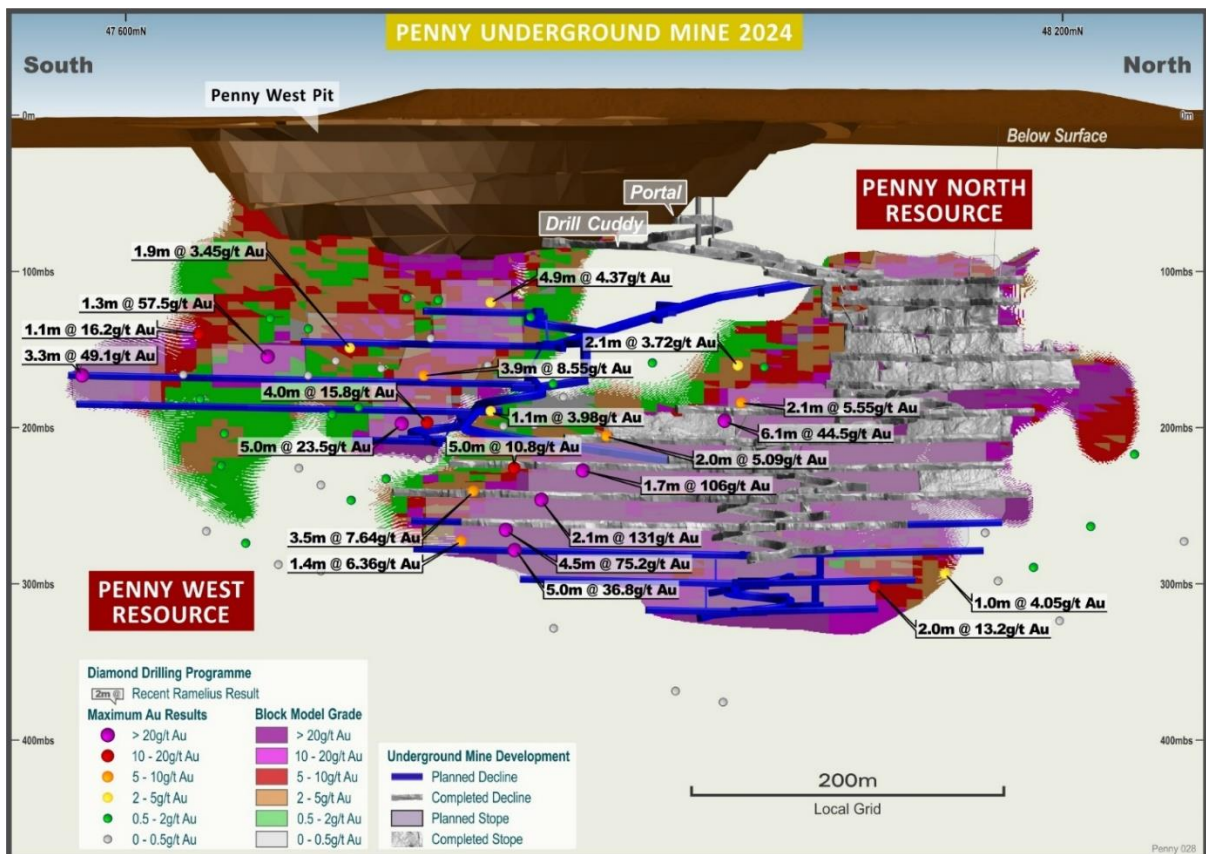 47 600mN
PENNY UNDERGROUND MINE 2024
48 200mN
South
North
Penny West Pit
0m
0m
Below Surface
Portal
PENNY NORTH
RESOURCE
Drill Cuddy
1.9m @ 3.45g/t Au
100mbs
4.9m @ 4.37g/t Au
100mbs
1.3m @ 57.5g/t Au
1.1m @ 16.2g/t Au
2.1m @ 3.72g/t Au
3.3m @ 49.1g/t Au
3.9m @ 8.55g/t Au
4.0m @ 15.8g/t Au
2.1m @ 5.55g/t Au
1.1m @ 3.98g/t Au
200mbs
6.1m @ 44.5g/t Au
200mbs
5.0m @ 23.5g/t Au
5.0m @ 10.8g/t Au
2.0m @ 5.09g/t Au
1.7m @ 106g/t Au
3.5m @ 7.64g/t Au
2.1m @ 131g/t Au
1.4m @ 6.36g/t Au
4.5m @ 75.2g/t Au
300mbs
5.0m @ 36.8g/t Au
300mbs
PENNY WEST
RESOURCE
1.0m @ 4.05g/t Au
2.0m @ 13.2g/t Au
Diamond Drilling Programme
2m @ Recent Ramelius Result
Maximum Au Results
> 20g/t Au
10 - 20g/t Au
5 - 10g/t Au
2 - 5g/t Au
0.5 - 2g/t Au
0 - 0.5g/t Au
Block Model Grade
> 20g/t Au
10 - 20g/t Au
5 - 10g/t Au
2 - 5g/t Au
0.5 - 2g/t Au
0 - 0.5g/t Au
400mbs
400mbs
Underground Mine Development
Planned Decline
Completed Decline
Planned Stope
Completed Stope
200m
Local Grid
Penny 028